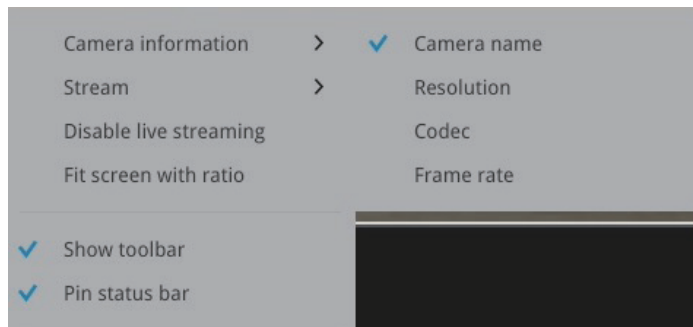 Camera information
Stream
Disable live streaming
Fit screen with ratio
Show toolbar
Pin status bar
Camera name
Resolution
Codec
Frame rate